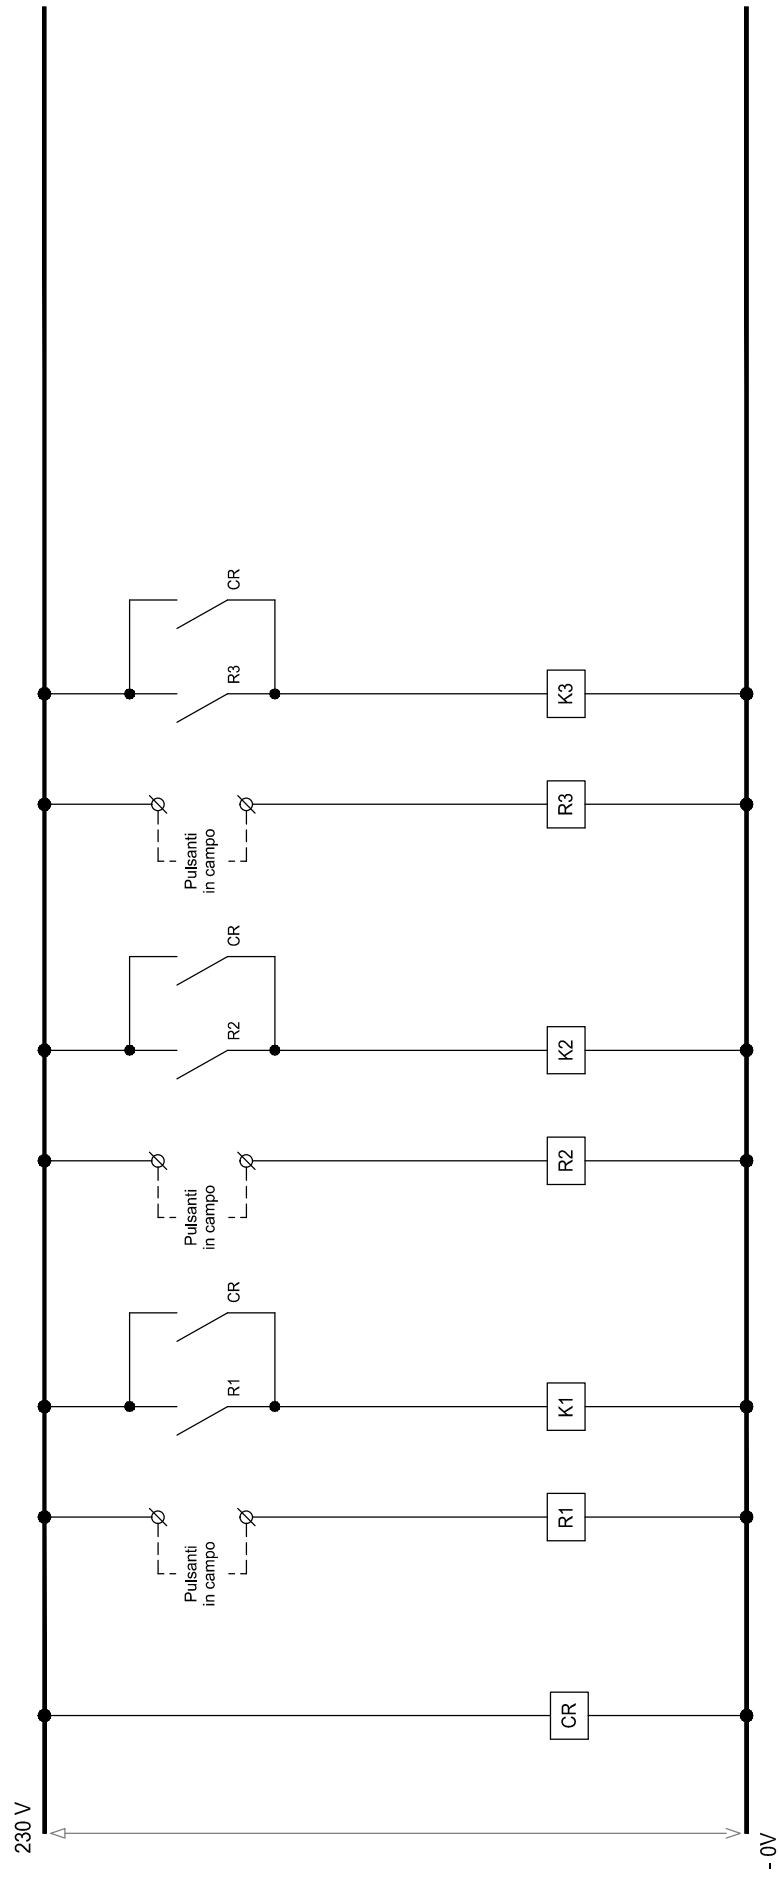 230 V
Pulsanti
in campo
R1
CR
Pulsanti
in campo
R2
CR
Pulsanti
in campo
R3
CR
CR
R1
K1
R2
K2
R3
K3
- 0V